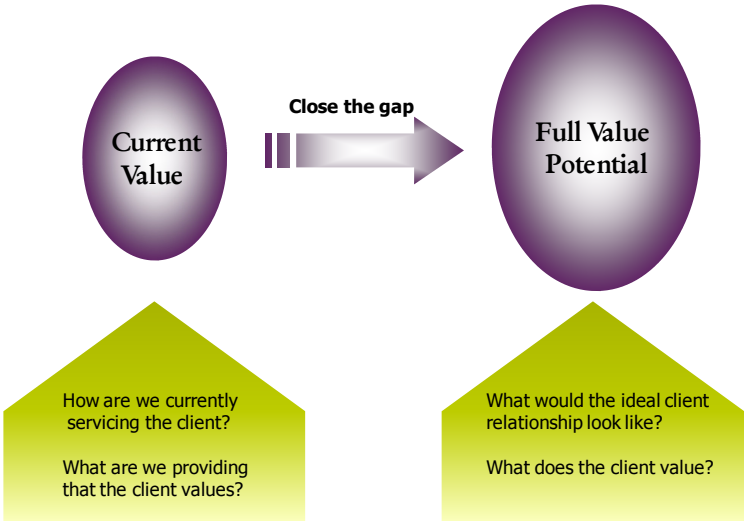 Close the gap
Current
Value
Full Value
Potential
How are we currently
servicing the client?
What are we providing
that the client values?
What would the ideal client
relationship look like?
What does the client value?